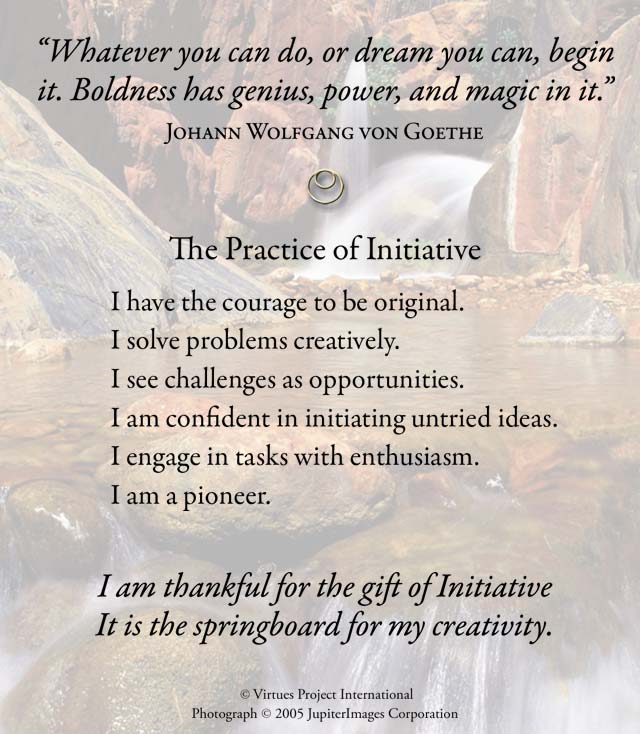 “Whatever you can do, or dream you can, begin
it. Boldness has genius, power, and magic in it.”
Johann Wolfgang von Goethe
The Practice of Initiative
I have the courage to be original.
I solve problems creatively.
I see challenges as opportunities.
I am confident in initiating untried ideas.
I engage in tasks with enthusiasm.
I am a pioneer.
I am thankful for the gift of Initiative
It is the springboard for my creativity.
© Virtues Project International
Photograph © 2005 JupiterImages Corporation